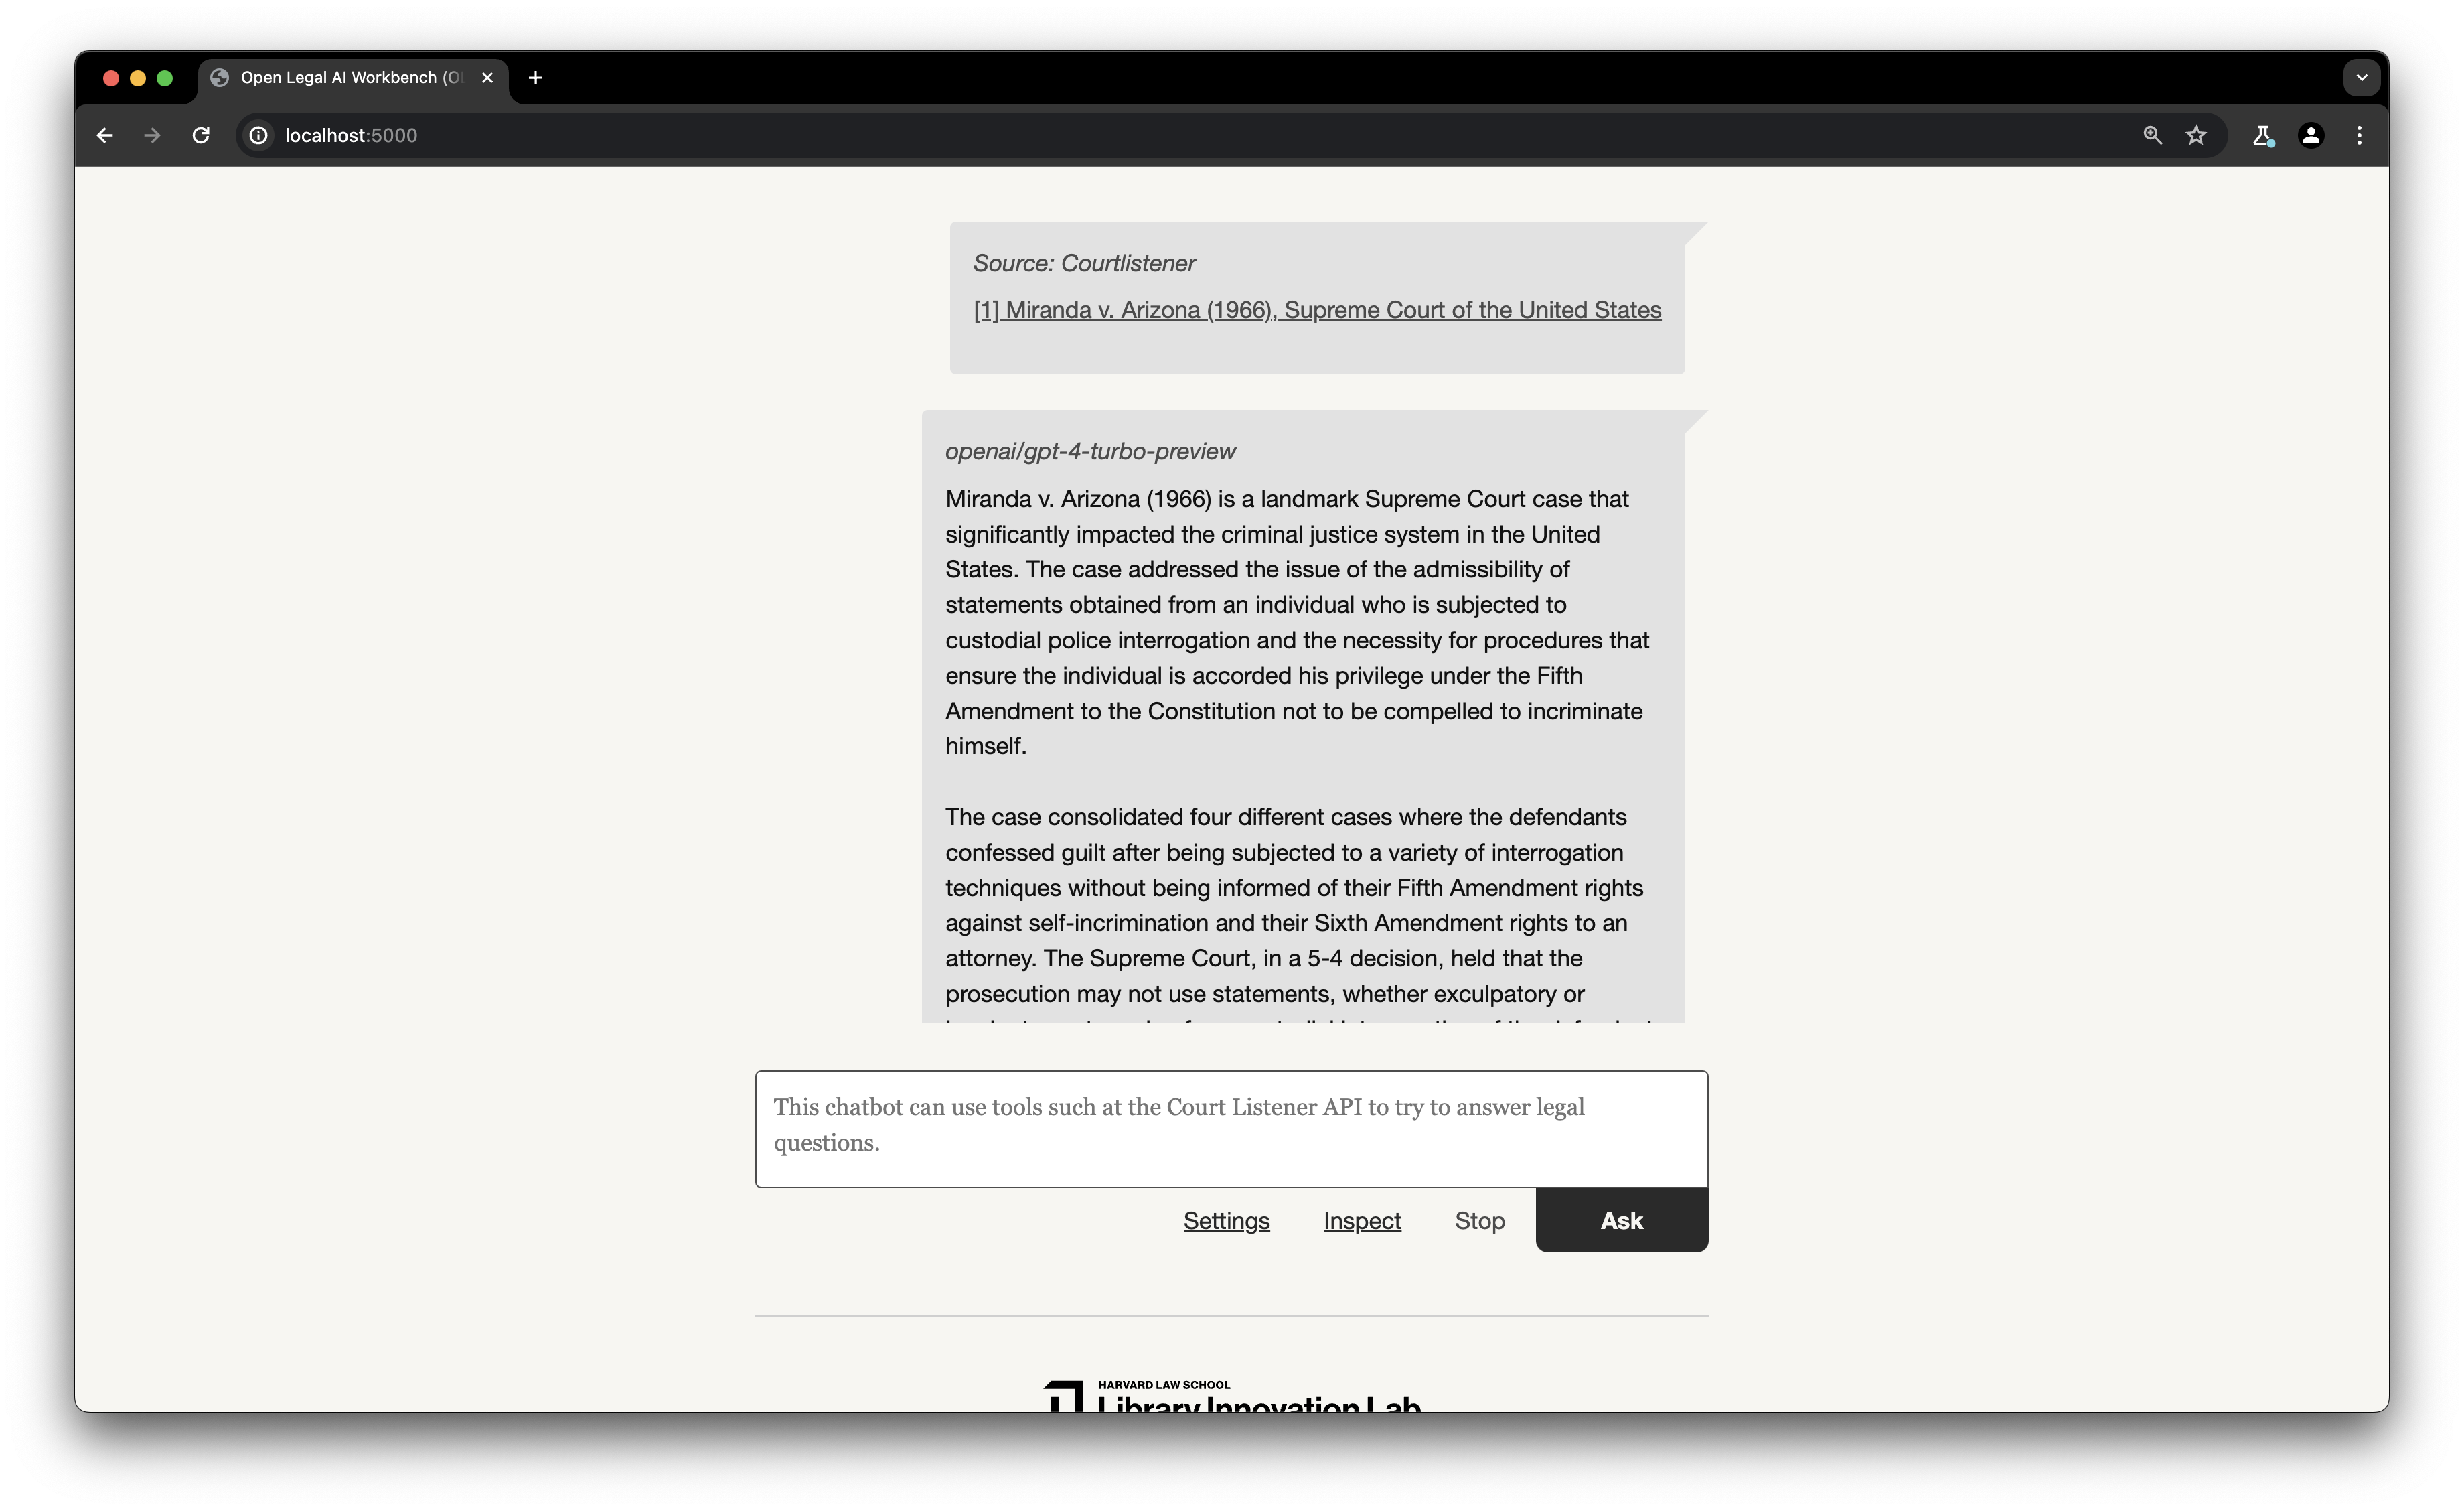 Open Legal AI Workbench (O
localhost:5000
Source: Courtlistener
[1] Miranda v. Arizona (1966), Supreme Court of the United States
openai/gpt-4-turbo-preview
Miranda v. Arizona (1966) is a landmark Supreme Court case that
significantly impacted the criminal justice system in the United
States. The case addressed the issue of the admissibility of
statements obtained from an individual who is subjected to
custodial police interrogation and the necessity for procedures that
ensure the individual is accorded his privilege under the Fifth
Amendment to the Constitution not to be compelled to incriminate
himself.
The case consolidated four different cases where the defendants
confessed guilt after being subjected to a variety of interrogation
techniques without being informed of their Fifth Amendment rights
against self-incrimination and their Sixth Amendment rights to an
attorney. The Supreme Court, in a 5-4 decision, held that the
prosecution may not use statements, whether exculpatory or
This chatbot can use tools such at the Court Listener API to try to answer legal
questions.
Settings
Inspect
Stop
Ask
HARVARD LAW SCHOOL
Library Innovation Lab